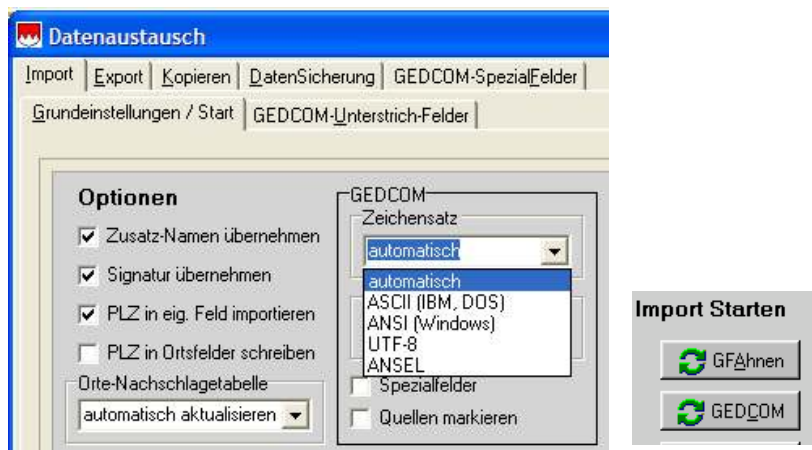 Datenaustausch
Import Export Kopieren DatenSicherung GEDCOM-SpezialFelder
Grundeinstellungen / Start GEDCOM-Unterstrich-Felder
Optionen
Zusatz-Namen übernehmen
Signatur übernehmen
PLZ in eig. Feld importieren
PLZ in Ortsfelder schreiben
Orte-Nachschlagetabelle
automatisch aktualisieren
GEDCOM
Zeichensatz
automatisch
automatisch
ASCII (IBM, DOS)
ANSI (Windows)
UTF-8
ANSEL
Spezialfelder
Quellen markieren
Import Starten
GFAhnen
GEDCOM